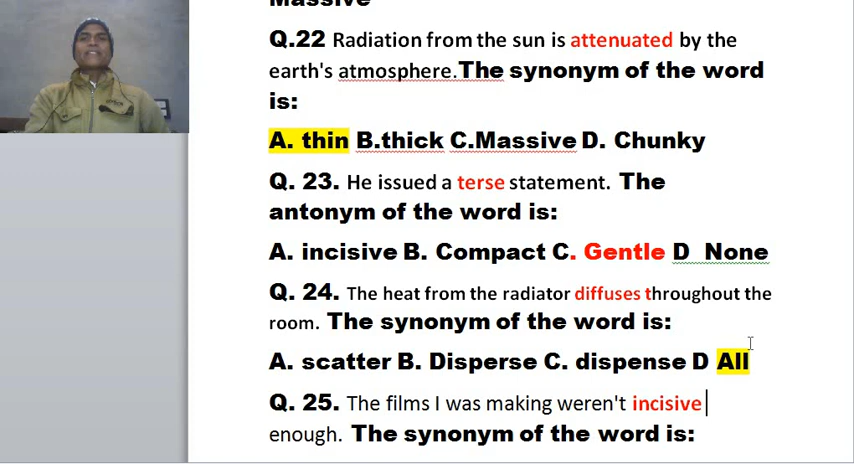 Massive
Q.22 Radiation from the sun is attenuated by the
earth's atmosphere.The synonym of the word
is:
A. thin B.thick C.Massive D. Chunky
Q. 23. He issued a terse statement. The
antonym of the word is:
A. incisive B. Compact C. Gentle D  None
Q. 24. The heat from the radiator diffuses throughout the
room. The synonym of the word is:
A. scatter B. Disperse C. dispense D All
Q. 25. The films I was making weren't incisive
enough. The synonym of the word is: